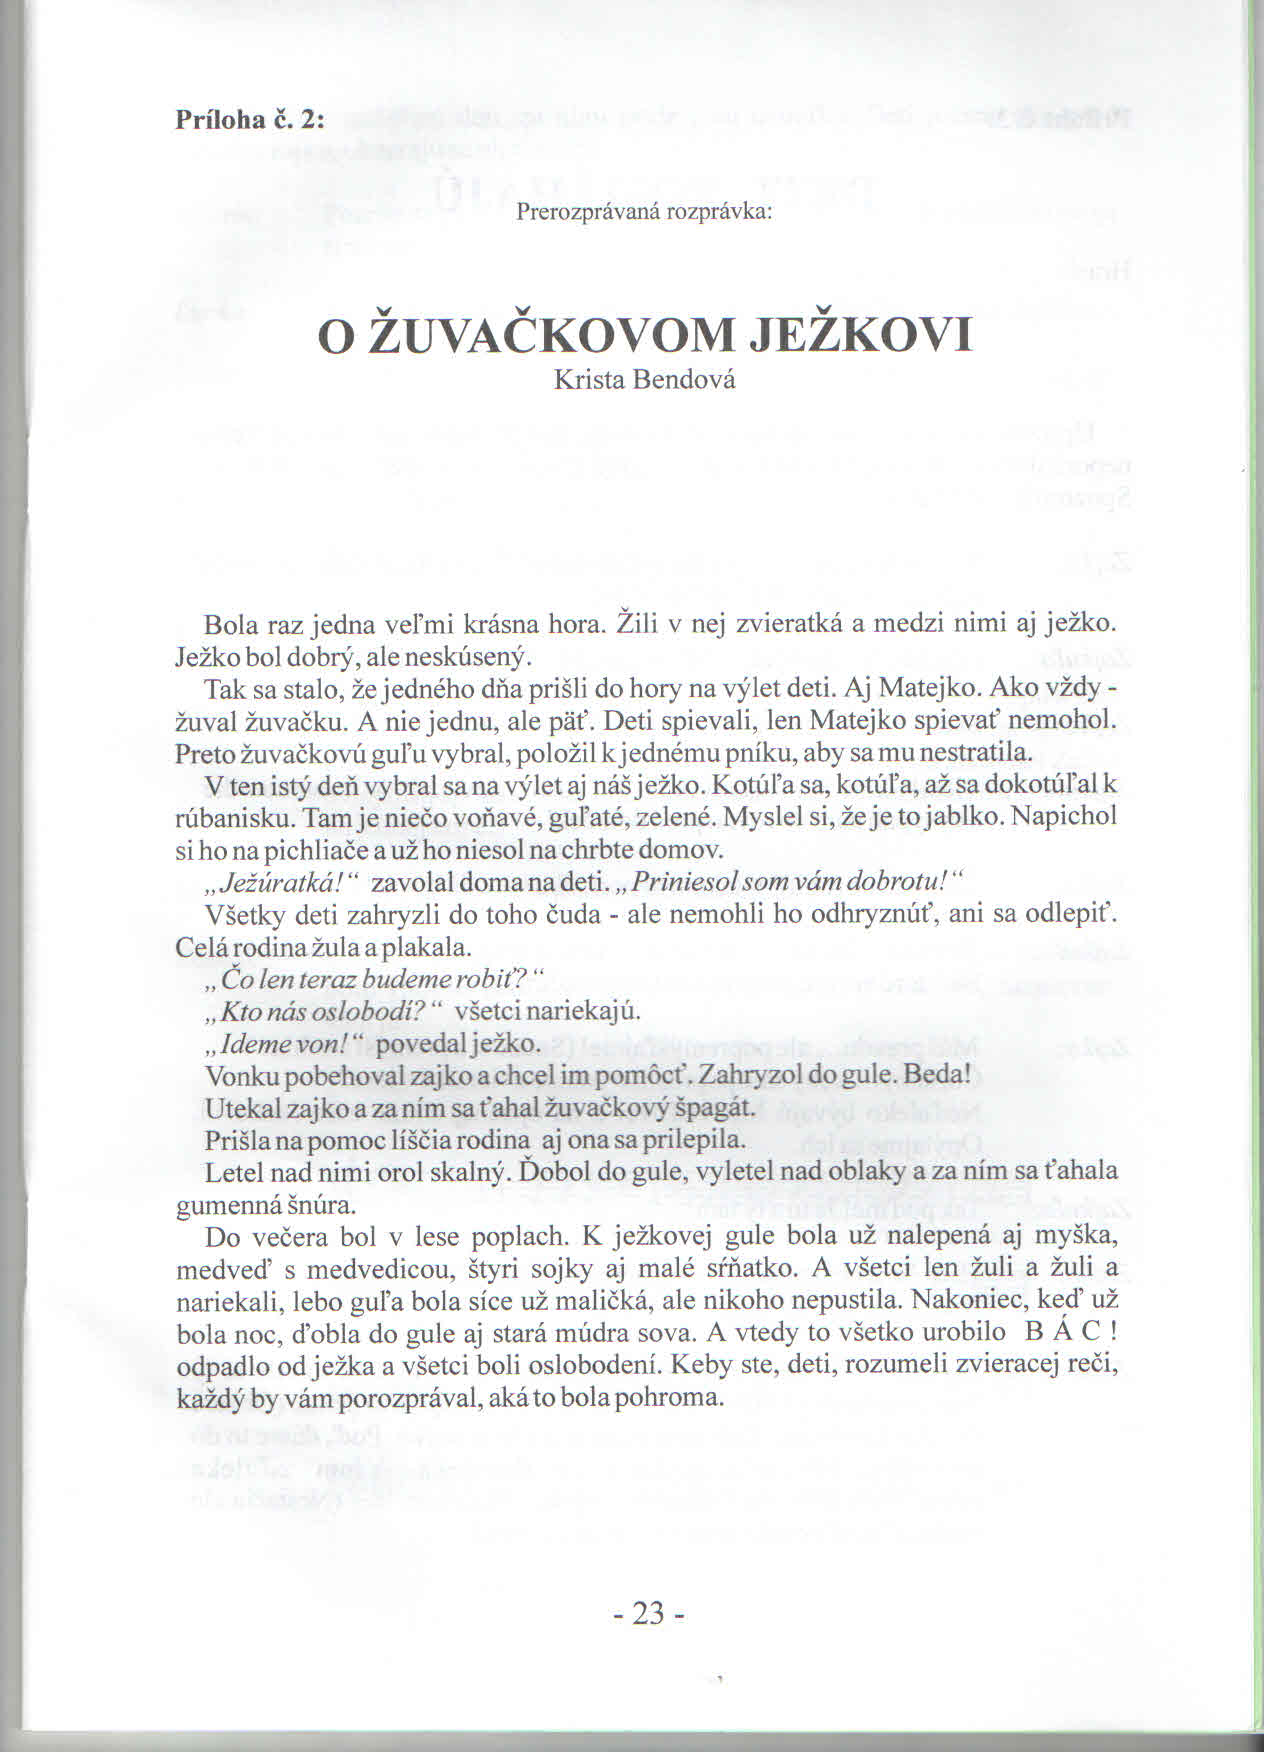 Príloha č. 2:
Prerozprávaná rozprávka:
O ŽUVAČKOVOM JEŽKOVI
Krista Bendová
Bola raz jedna veľmi krásna hora. Žili v nej zvieratká a medzi nimi aj ježko.
Ježko bol dobrý, ale neskúsený.
Tak sa stalo, že jedného dňa prišli do hory na výlet deti. Aj Matejko. Ako vždy -
žuval žuvačku. A nie jednu, ale päť. Deti spievali, len Matejko spievať nemohol.
Preto žuvačkovú guľu vybral, položil k jednému pníku, aby sa mu nestratila.
V ten istý deň vybral sa na výlet aj náš ježko. Kotúľa sa, kotúľa, až sa dokotúľal k
rúbanisku. Tam je niečo voňavé, guľaté, zelené. Myslel si, že je to jablko. Napichol
si ho na pichliače a už ho niesol na chrbte domov.
„Ježúratká!“ zavolal doma na deti. „Priniesol som vám dobrotu!“
Všetky deti zahryzli do toho čuda - ale nemohli ho odhryznúť, ani sa odlepiť.
Celá rodina žula a plakala.
„Čo len teraz budeme robiť?“
„Kto nás oslobodí?“ všetci nariekajú.
„Ideme von!“ povedal ježko.
Vonku pobehoval zajko a chcel im pomôcť. Zahryzol do gule. Beda!
Utekal zajko a za ním sa ťahal žuvačkový špagát.
Prišla na pomoc líščia rodina aj ona sa prilepila.
Letel nad nimi orol skalný. Ďobol do gule, vyletel nad oblaky a za ním sa ťahala
gumenná šnúra.
Do večera bol v lese poplach. K ježkovej gule bola už nalepená aj myška,
medveď s medvedicou, štyri sojky aj malé sŕňatko. A všetci len žuli a žuli a
nariekali, lebo guľa bola síce už maličká, ale nikoho nepustila. Nakoniec, keď už
bola noc, ďobla do gule aj stará múdra sova. A vtedy to všetko urobilo B Á C !
odpadlo od ježka a všetci boli oslobodení. Keby ste, deti, rozumeli zvieracej reči,
každý by vám porozprával, aká to bola pohroma.
- 23 -